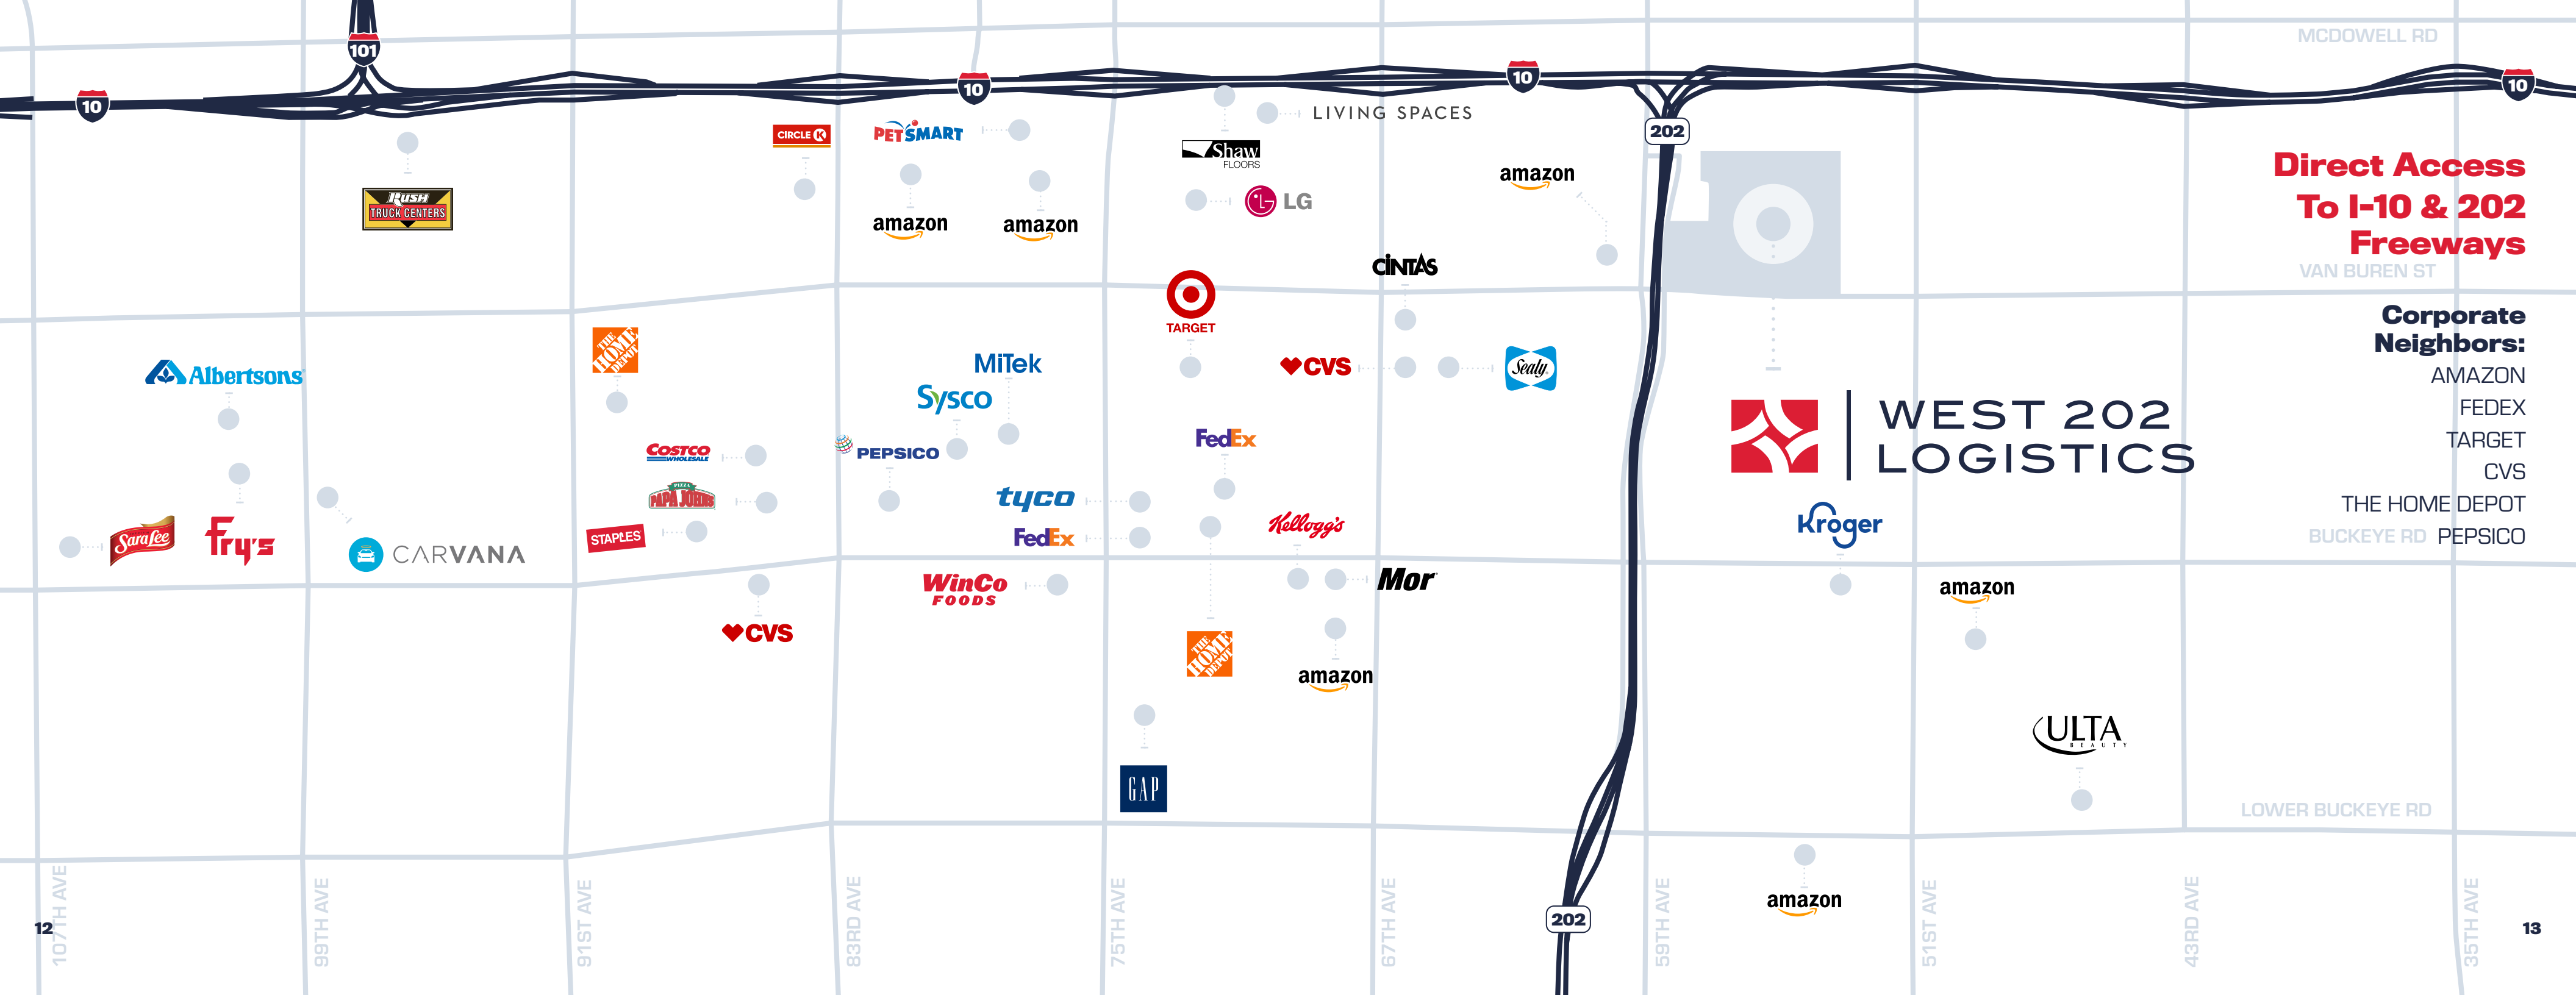 MCDOWELL RD
101
10
10
10
10
202
CIRCLE K
PETSMART
LIVING SPACES
Shaw
FLOORS
LG
amazon
amazon
amazon
RUSH
TRUCK CENTERS
Direct Access
To I-10 & 202
Freeways
VAN BUREN ST
CINTAS
TARGET
THE HOME DEPOT
Albertsons
MiTek
Sysco
CVS
Sealy
Corporate
Neighbors:
AMAZON
FEDEX
TARGET
CVS
THE HOME DEPOT
BUCKEYE RD PEPSICO
WEST 202
LOGISTICS
COSTCO
WHOLESALE
PEPSICO
FedEx
PIZZA
PAPA JOHNS
tyco
FedEx
Kellogg's
Kroger
STAPLES
Sara Lee
Fry's
CARVANA
WinCo
FOODS
Mor
amazon
CVS
THE HOME DEPOT
amazon
ULTA
BEAUTY
GAP
LOWER BUCKEYE RD
amazon
202
107TH AVE
99TH AVE
91ST AVE
83RD AVE
75TH AVE
67TH AVE
59TH AVE
51ST AVE
43RD AVE
35TH AVE
12
13